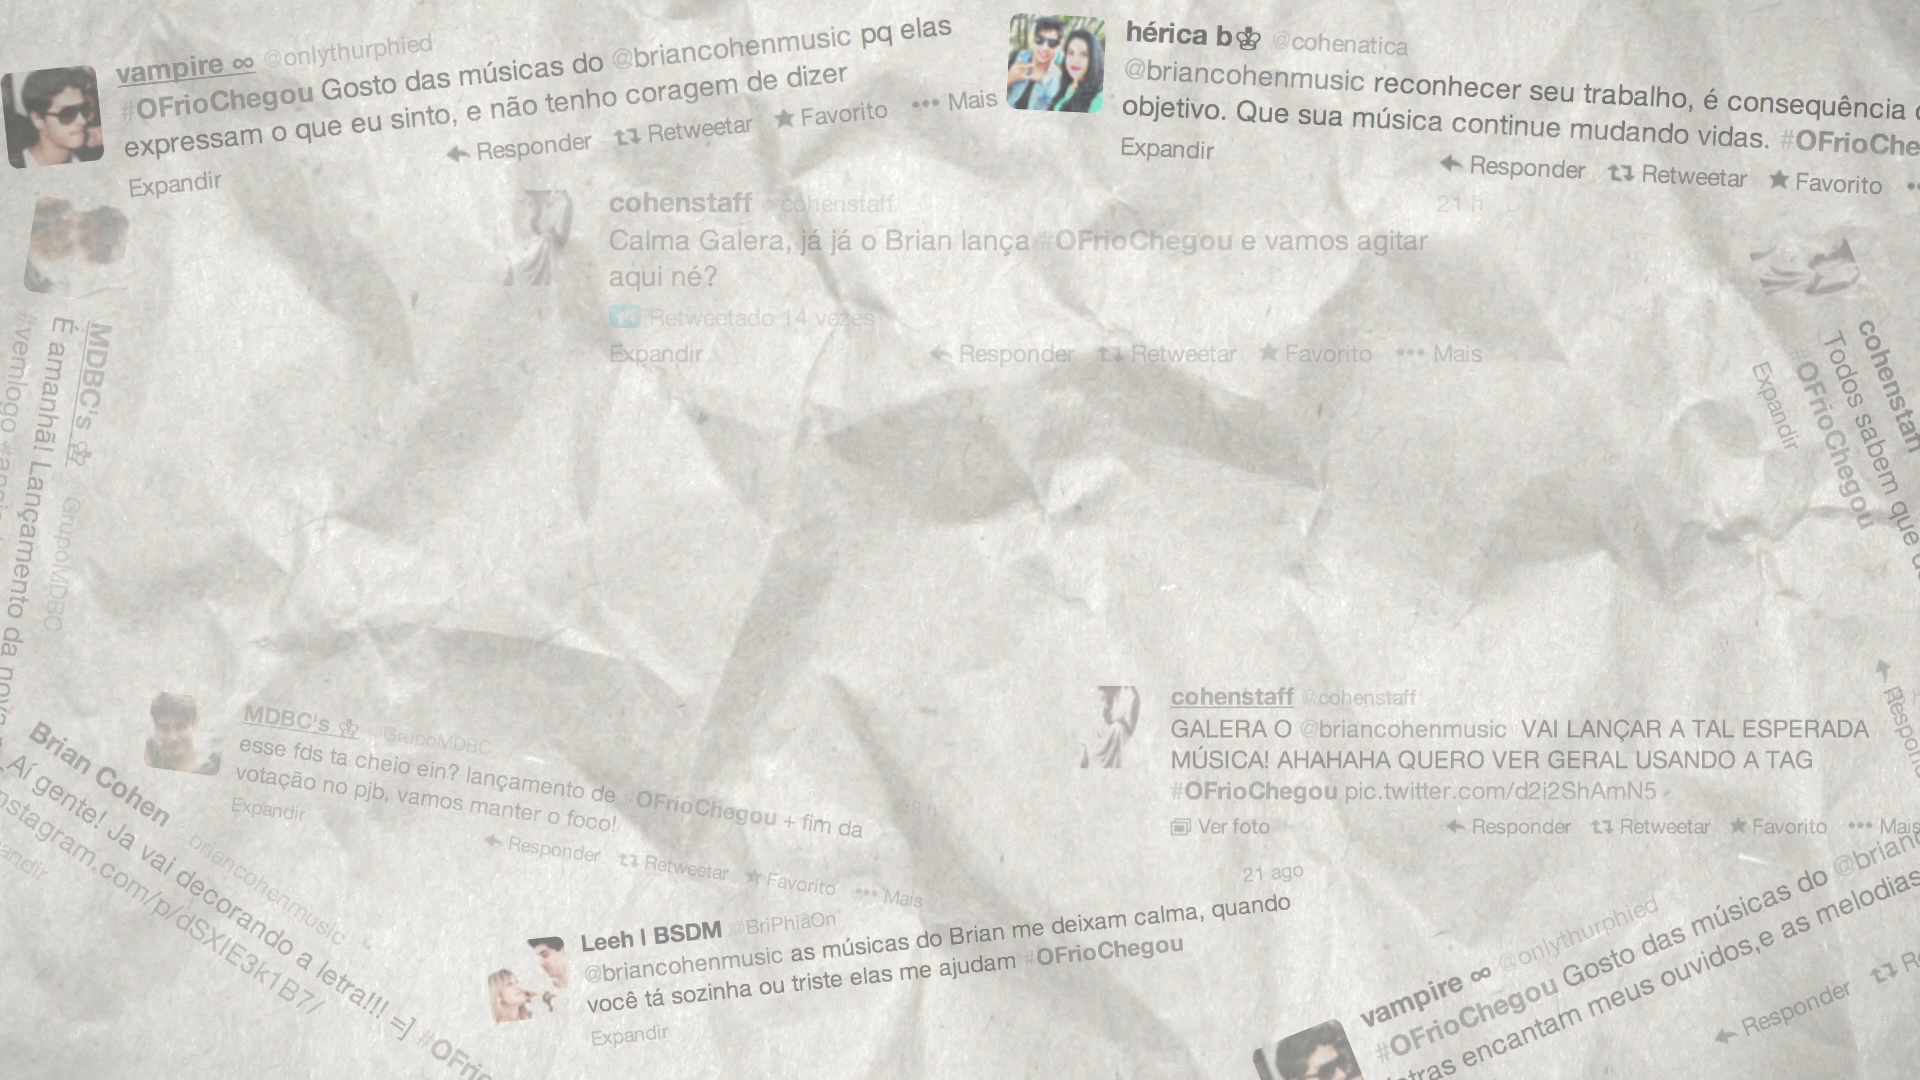 vampire ∞ @onlythurphied
#OFrioChegou Gosto das músicas do @briancohenmusic pq elas
expressam o que eu sinto, e não tenho coragem de dizer
Responder Retweetar Favorito Mais
Expandir
hérica b @cohenatica
@briancohenmusic reconhecer seu trabalho, é consequência
objetivo. Que sua música continue mudando vidas. #OFrioChe
Expandir
Responder Retweetar Favorito
cohenstaff cohenstaff 21 h
Calma Galera, já já o Brian lança #OFrioChegou e vamos agitar
aqui né?
Retweetado 14 vezes
Expandir Responder Retweetar Favorito Mais
MDBC's GrupoMDBC
É amanhã! Lançamento da nova
#vemlogo
cohenstaff
Todos sabem que
#OFrioChegou
Expandir
MDBC's GrupoMDBC
esse fds ta cheio ein? lançamento de #OFrioChegou + fim da
votação no pjb, vamos manter o foco!
Expandir
Responder Retweetar Favorito Mais
20 h
cohenstaff @cohenstaff
GALERA O @briancohenmusic VAI LANÇAR A TAL ESPERADA
MÚSICA! AHAHAHA QUERO VER GERAL USANDO A TAG
#OFrioChegou pic.twitter.com/d2i2ShAmN5
Ver foto Responder Retweetar Favorito Mais
Brian Cohen briancohenmusic
Aí gente! Ja vai decorando a letra!!! =] #OFrio
nstagram.com/p/dSXIE3k1B7/
andir
21 ago
Leeh l BSDM @BriPhiaOn
@briancohenmusic as músicas do Brian me deixam calma, quando
você tá sozinha ou triste elas me ajudam #OFrioChegou
Expandir
vampire ∞ @onlythurphied
#OFrioChegou Gosto das músicas do @brianc
tras encantam meus ouvidos,e as melodias
Responder